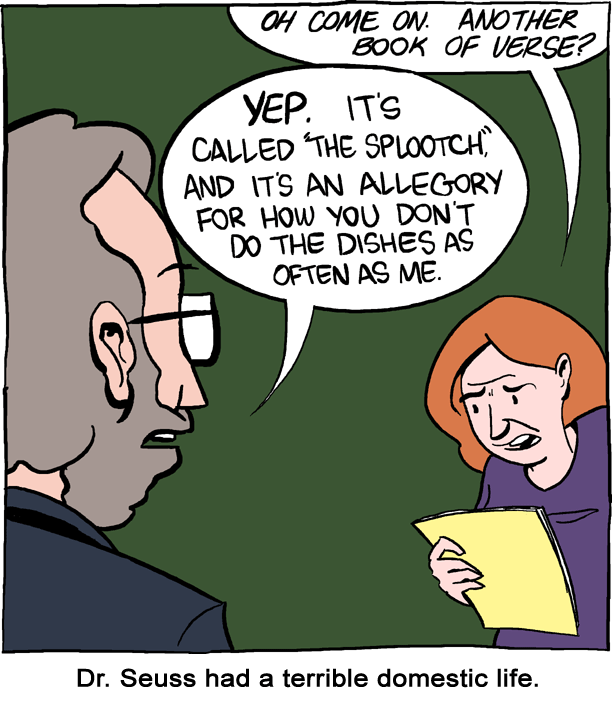 OH COME ON. ANOTHER
BOOK OF VERSE?
YEP. IT'S
CALLED "THE SPLOOTCH,"
AND IT'S AN ALLEGORY
FOR HOW YOU DON'T
DO THE DISHES AS
OFTEN AS ME.
Dr. Seuss had a terrible domestic life.